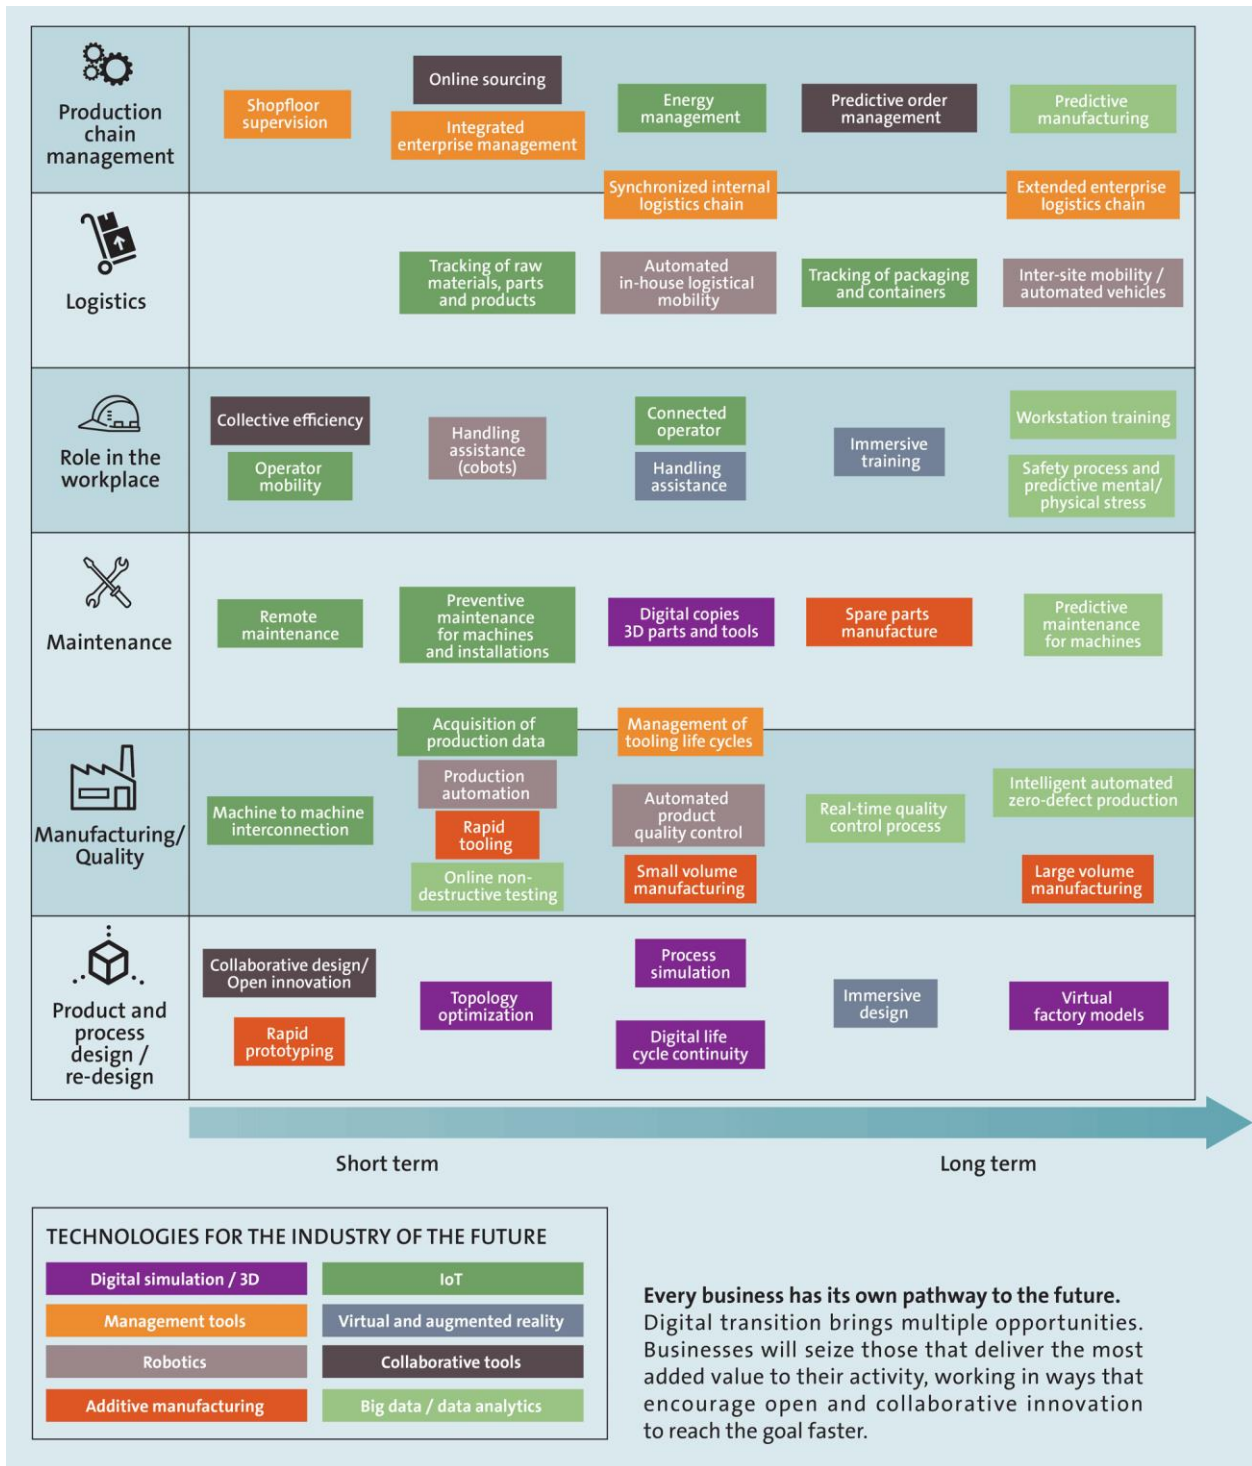 Production
chain
management
Shopfloor
supervision
Online sourcing
Integrated
enterprise management
Energy
management
Predictive order
management
Predictive
manufacturing
Synchronized internal
logistics chain
Extended enterprise
logistics chain
Logistics
Tracking of raw
materials, parts
and products
Automated
in-house logistical
mobility
Tracking of packaging
and containers
Inter-site mobility /
automated vehicles
Role in the
workplace
Collective efficiency
Operator
mobility
Handling
assistance
(cobots)
Connected
operator
Handling
assistance
Immersive
training
Workstation training
Safety process and
predictive mental/
physical stress
Maintenance
Remote
maintenance
Preventive
maintenance
for machines
and installations
Digital copies
3D parts and tools
Spare parts
manufacture
Predictive
maintenance
for machines
Acquisition of
production data
Management of
tooling life cycles
Manufacturing/
Quality
Machine to machine
interconnection
Production
automation
Rapid
tooling
Online non-
destructive testing
Automated
product
quality control
Small volume
manufacturing
Real-time quality
control process
Intelligent automated
zero-defect production
Large volume
manufacturing
Product and
process
design /
re-design
Collaborative design/
Open innovation
Rapid
prototyping
Topology
optimization
Process
simulation
Digital life
cycle continuity
Immersive
design
Virtual
factory models
Short term
Long term
TECHNOLOGIES FOR THE INDUSTRY OF THE FUTURE
Digital simulation / 3D
IoT
Management tools
Virtual and augmented reality
Robotics
Collaborative tools
Additive manufacturing
Big data / data analytics
Every business has its own pathway to the future.
Digital transition brings multiple opportunities.
Businesses will seize those that deliver the most
added value to their activity, working in ways that
encourage open and collaborative innovation
to reach the goal faster.